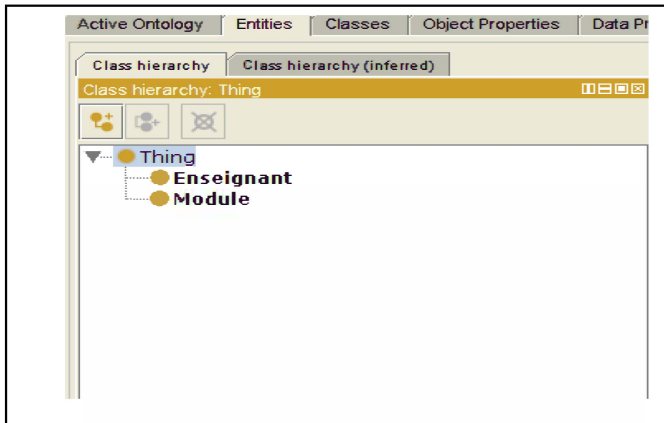 Active Ontology Entities Classes Object Properties Data Pr
Class hierarchy Class hierarchy (inferred)
Class hierarchy: Thing
Thing
Enseignant
Module